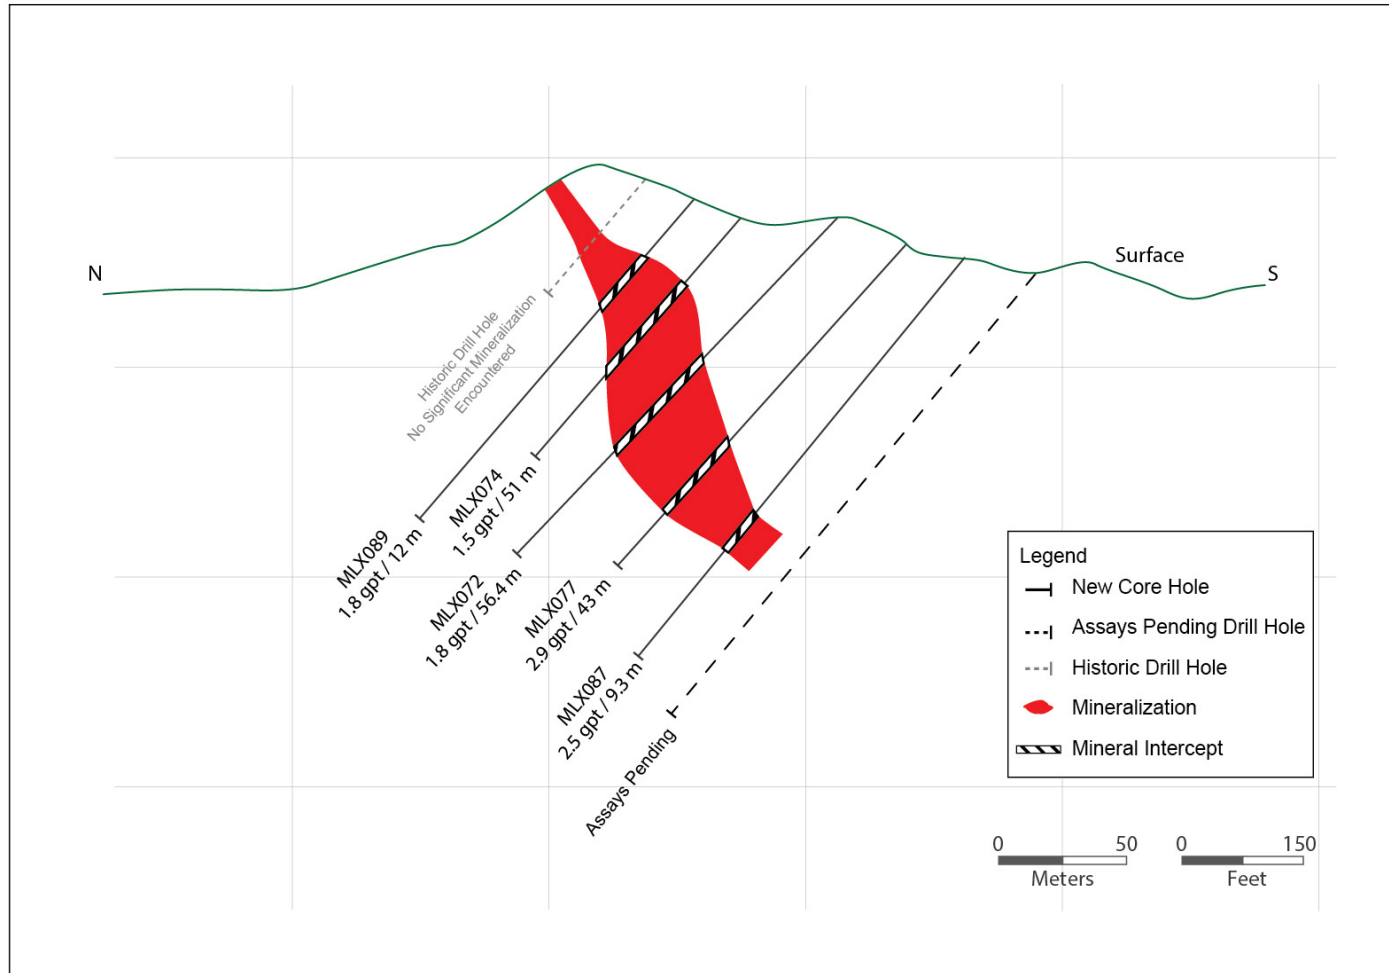 N
Surface
S
Historic Drill Hole
No Significant Mineralization
Encountered
MLX089
1.8 gpt / 12 m
MLX074
1.5 gpt / 51 m
MLX072
1.8 gpt / 56.4 m
MLX077
2.9 gpt / 43 m
MLX087
2.5 gpt / 9.3 m
Assays Pending
Legend
New Core Hole
Assays Pending Drill Hole
Historic Drill Hole
Mineralization
Mineral Intercept
0 50
Meters
0 150
Feet